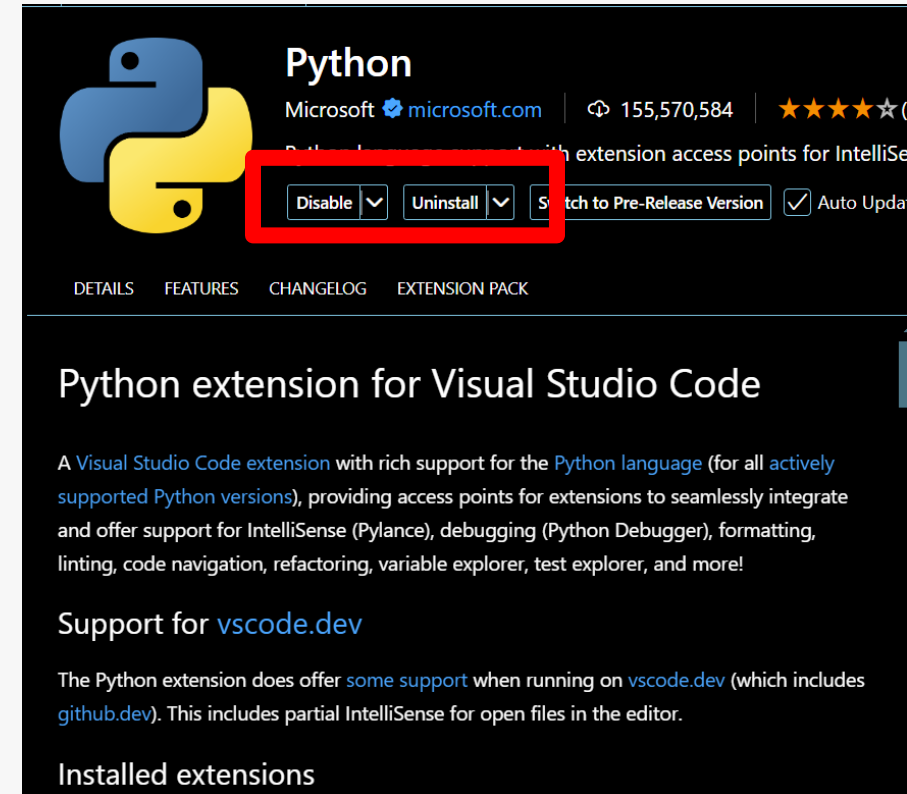 Python
Microsoft microsoft.com 155,570,584 (
Python language support with extension access points for IntelliSe
Disable Uninstall Switch to Pre-Release Version Auto Upda
DETAILS FEATURES CHANGELOG EXTENSION PACK
Python extension for Visual Studio Code
A Visual Studio Code extension with rich support for the Python language (for all actively
supported Python versions), providing access points for extensions to seamlessly integrate
and offer support for IntelliSense (Pylance), debugging (Python Debugger), formatting,
linting, code navigation, refactoring, variable explorer, test explorer, and more!
Support for vscode.dev
The Python extension does offer some support when running on vscode.dev (which includes
github.dev). This includes partial IntelliSense for open files in the editor.
Installed extensions